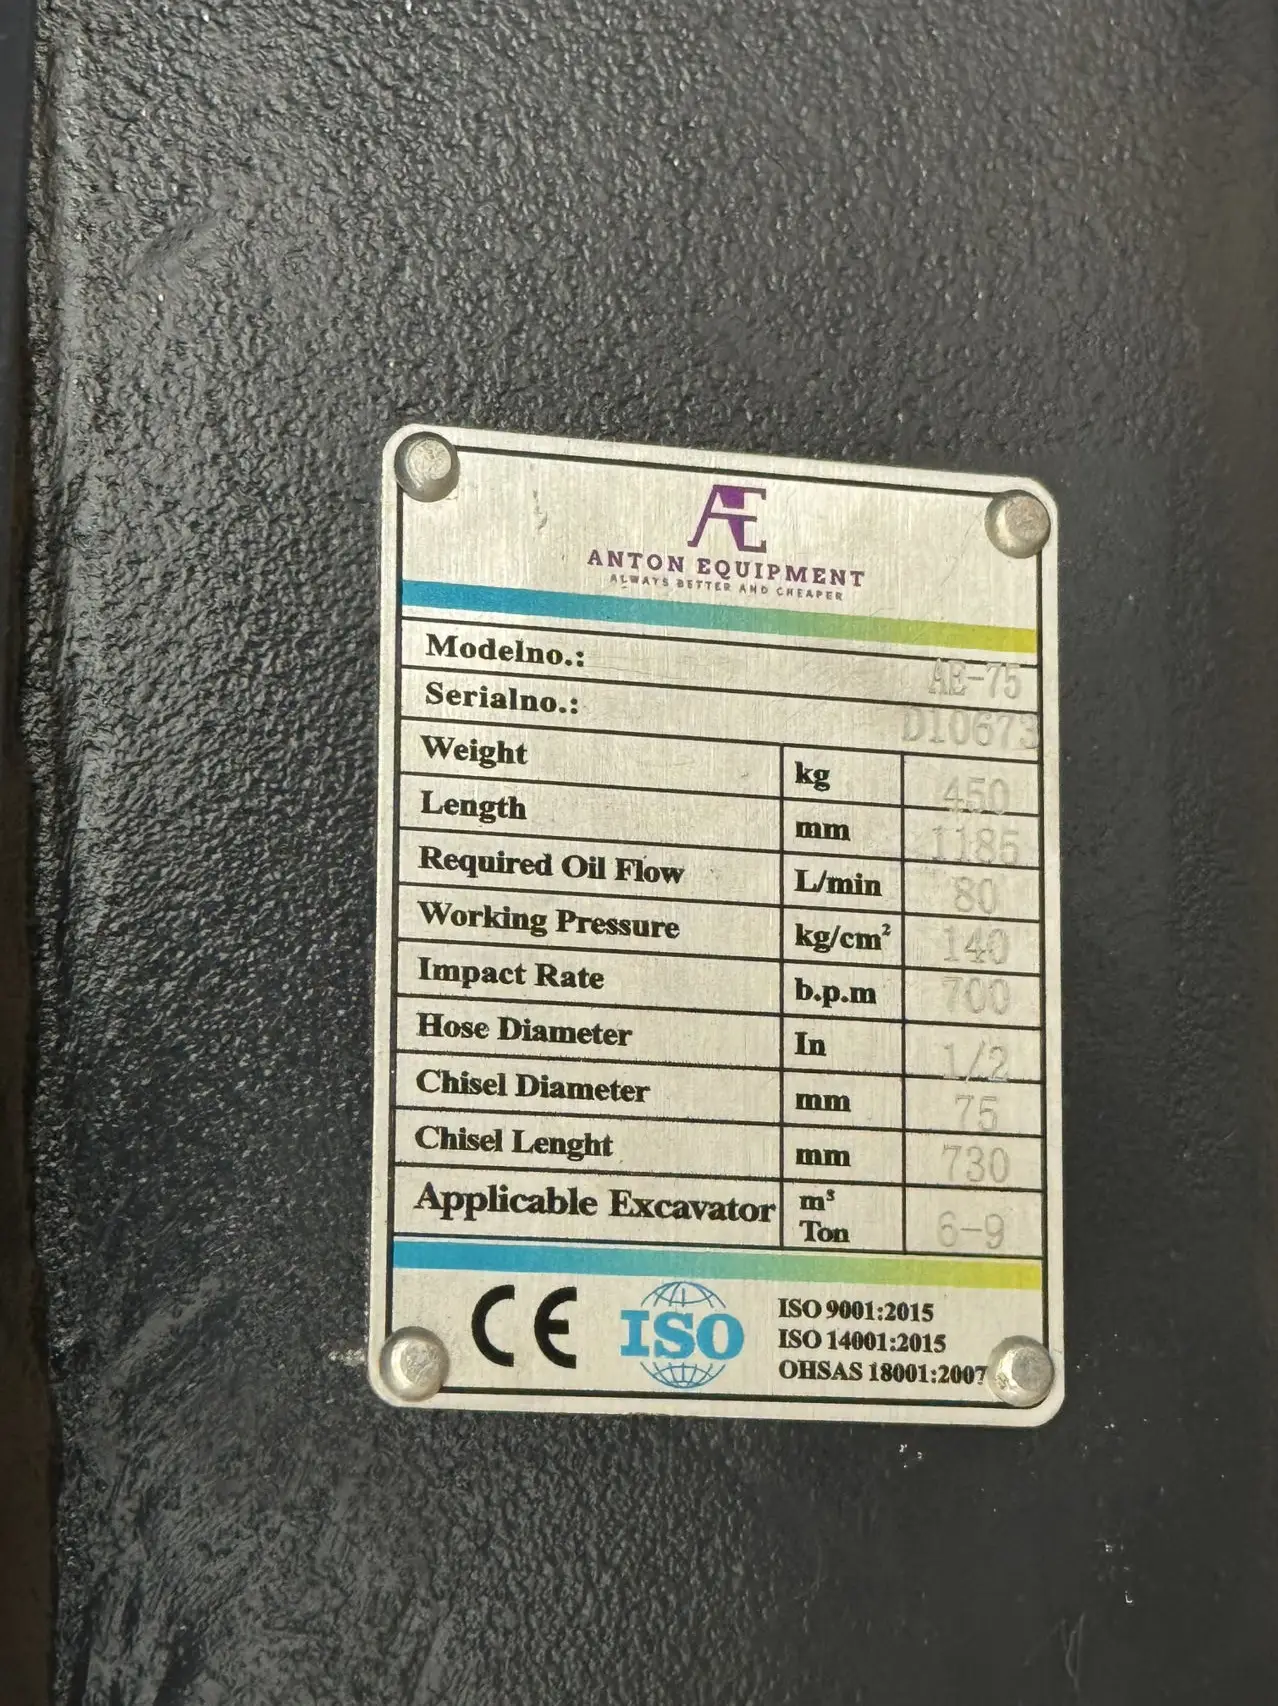 Æ
ANTON EQUIPMENT
ALWAYS BETTER AND CHEAPER
Modelno.: AE-75
Serialno.: D10673
Weight kg 450
Length mm 1185
Required Oil Flow L/min 80
Working Pressure kg/cm² 140
Impact Rate b.p.m 700
Hose Diameter In 1/2
Chisel Diameter mm 75
Chisel Lenght mm 730
Applicable Excavator m³ Ton 6-9
CE ISO ISO 9001:2015
ISO 14001:2015
OHSAS 18001:2007